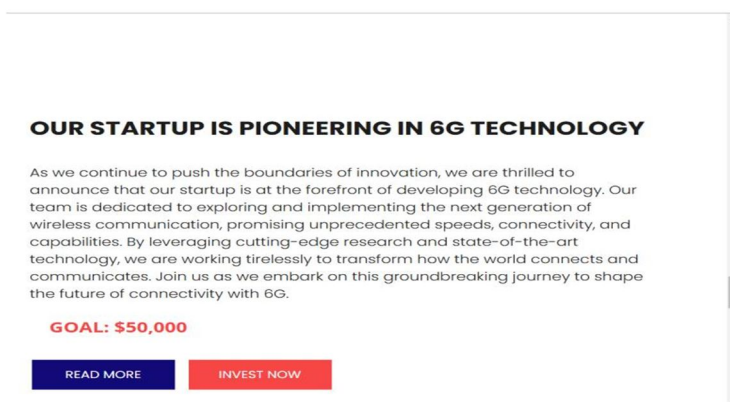 OUR STARTUP IS PIONEERING IN 6G TECHNOLOGY
As we continue to push the boundaries of innovation, we are thrilled to
announce that our startup is at the forefront of developing 6G technology. Our
team is dedicated to exploring and implementing the next generation of
wireless communication, promising unprecedented speeds, connectivity, and
capabilities. By leveraging cutting-edge research and state-of-the-art
technology, we are working tirelessly to transform how the world connects and
communicates. Join us as we embark on this groundbreaking journey to shape
the future of connectivity with 6G.
GOAL: $50,000
READ MORE INVEST NOW